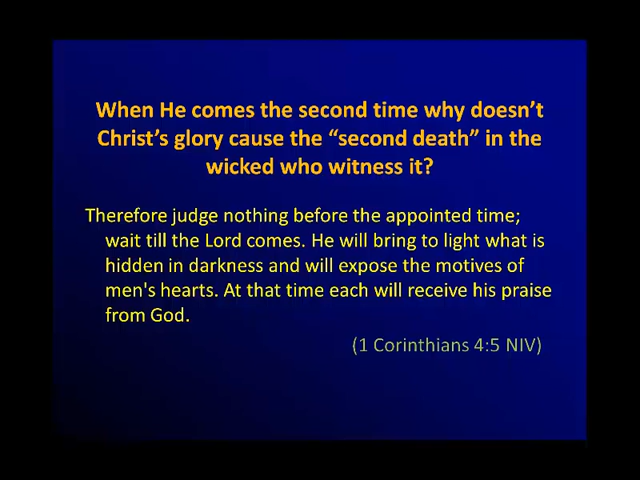 When He comes the second time why doesn’t
Christ’s glory cause the “second death” in the
wicked who witness it?
Therefore judge nothing before the appointed time;
wait till the Lord comes. He will bring to light what is
hidden in darkness and will expose the motives of
men's hearts. At that time each will receive his praise
from God.
(1 Corinthians 4:5 NIV)